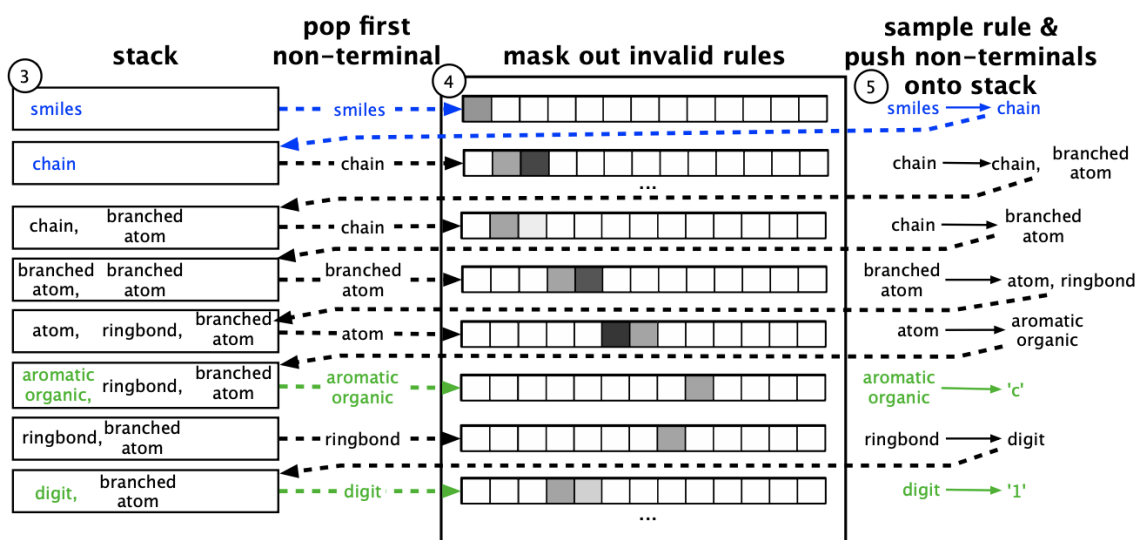 stack
pop first
non-terminal
mask out invalid rules
sample rule &
push non-terminals
onto stack
3
4
5
smiles
smiles
smiles
chain
chain
chain
chain
chain,
branched
atom
...
chain,
branched
atom
chain
chain
branched
atom
branched
atom,
branched
atom
branched
atom
branched
atom
atom, ringbond
atom,
ringbond,
branched
atom
atom
atom
aromatic
organic
aromatic
organic,
ringbond,
branched
atom
aromatic
organic
aromatic
organic
'c'
ringbond,
branched
atom
ringbond
ringbond
digit
digit,
branched
atom
digit
digit
'1'
...